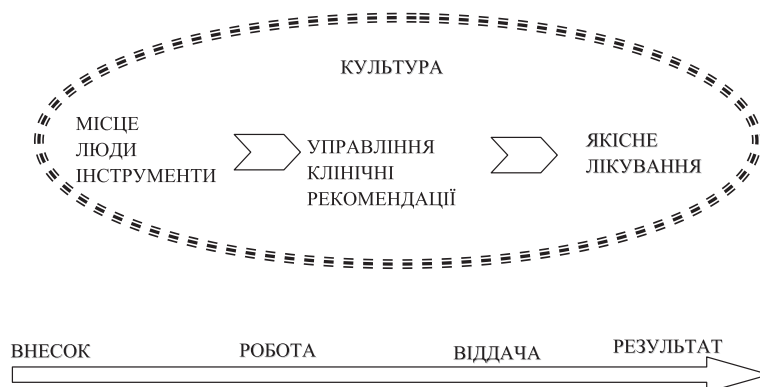 КУЛЬТУРА
МІСЦЕ
ЛЮДИ
ІНСТРУМЕНТИ
УПРАВЛІННЯ
КЛІНІЧНІ
РЕКОМЕНДАЦІЇ
ЯКІСНЕ
ЛІКУВАННЯ
ВНЕСОК РОБОТА ВІДДАЧА РЕЗУЛЬТАТ